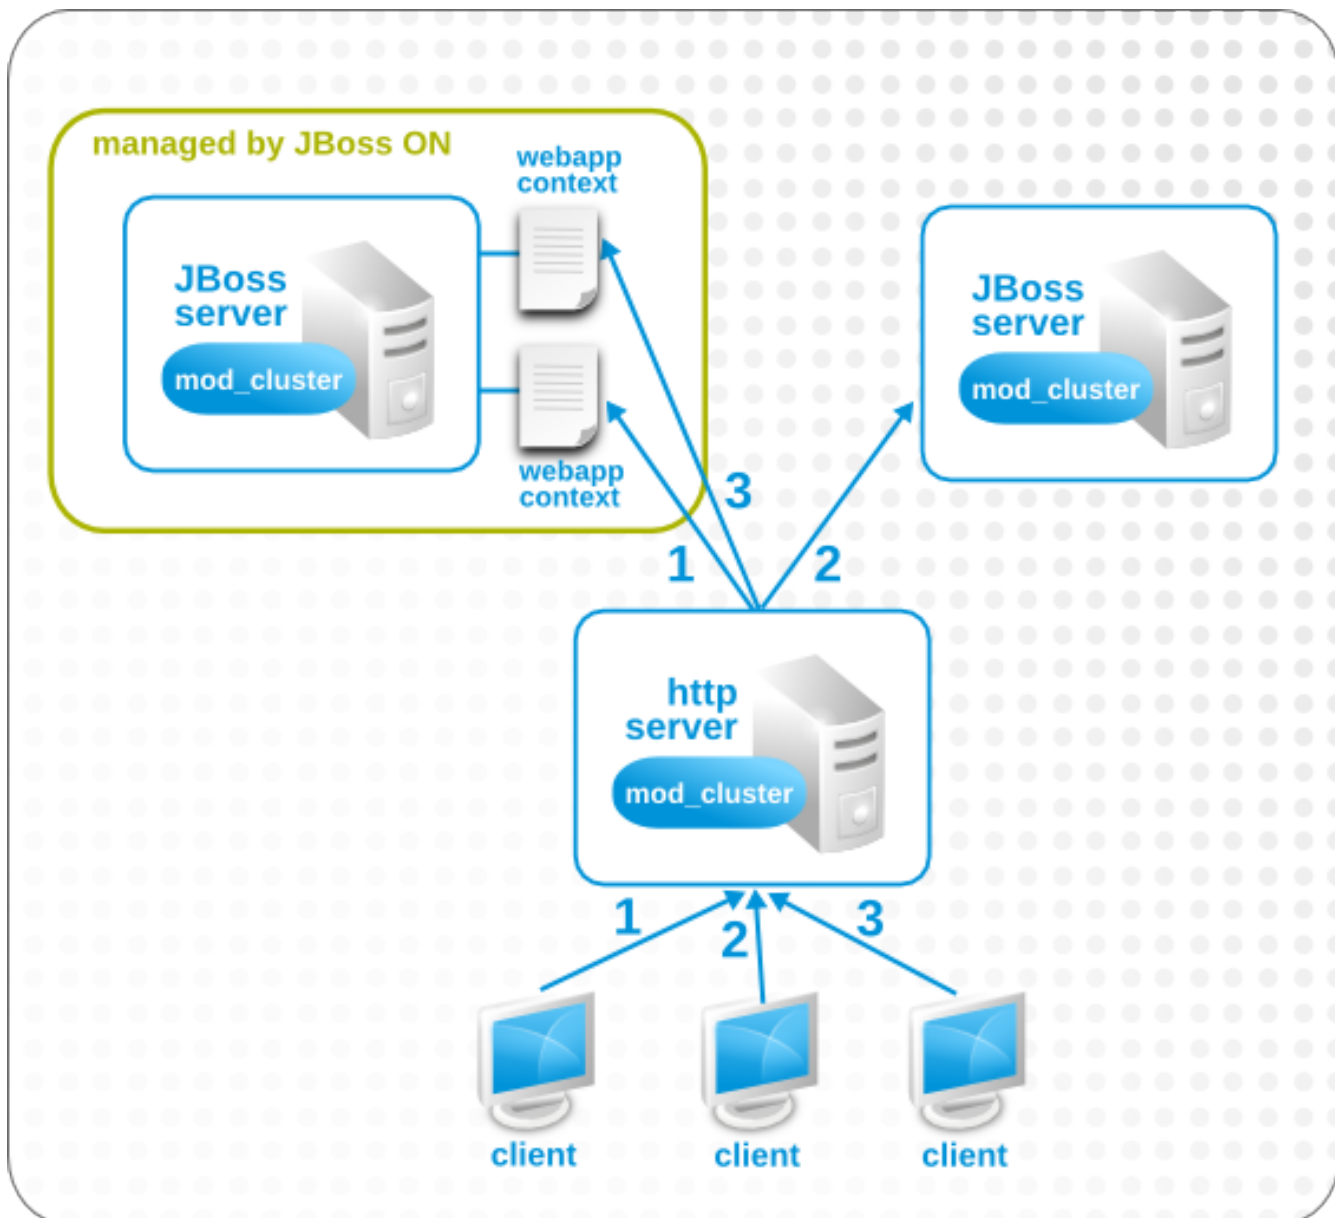 managed by JBoss ON
webapp
context
JBoss
server
mod_cluster
webapp
context
JBoss
server
mod_cluster
3
1
2
http
server
mod_cluster
1
2
3
client
client
client